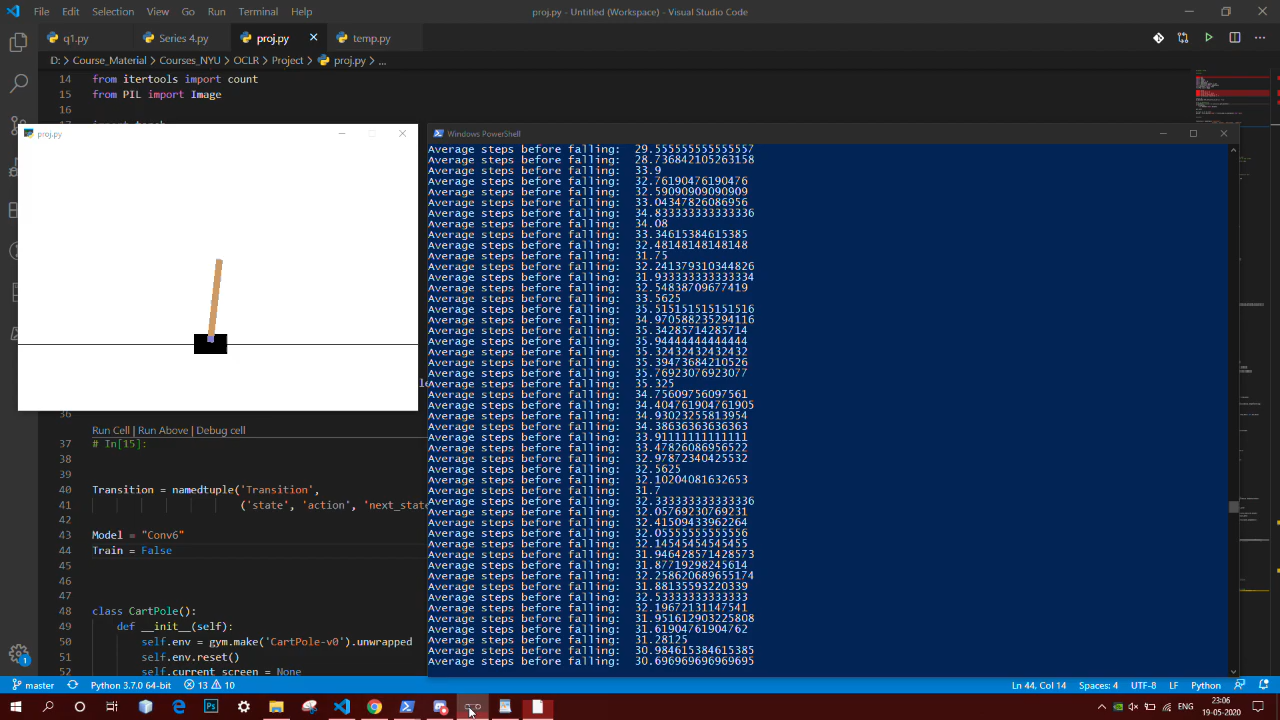 File Edit Selection View Go Run Terminal Help proj.py - Untitled (Workspace) - Visual Studio Code
q1.py Series 4.py proj.py temp.py
D: > Course_Material > Courses_NYU > OCLR > Project > proj.py > ...
14 from itertools import count
15 from PIL import Image
16
proj.py
Windows PowerShell
Average steps before falling: 29.555555555555557
Average steps before falling: 28.736842105263158
Average steps before falling: 33.9
Average steps before falling: 32.76190476190476
Average steps before falling: 32.59090909090909
Average steps before falling: 33.04347826086956
Average steps before falling: 34.833333333333336
Average steps before falling: 34.08
Average steps before falling: 33.34615384615385
Average steps before falling: 32.48148148148148
Average steps before falling: 31.75
Average steps before falling: 32.241379310344826
Average steps before falling: 31.933333333333334
Average steps before falling: 32.54838709677419
Average steps before falling: 33.5625
Average steps before falling: 35.515151515151516
Average steps before falling: 34.970588235294116
Average steps before falling: 35.34285714285714
Average steps before falling: 35.94444444444444
Average steps before falling: 35.32432432432432
Average steps before falling: 35.39473684210526
Average steps before falling: 35.76923076923077
Average steps before falling: 35.325
Average steps before falling: 34.75609756097561
Average steps before falling: 34.404761904761905
Average steps before falling: 34.93023255813954
Average steps before falling: 34.38636363636363
Average steps before falling: 33.91111111111111
Average steps before falling: 33.47826086956522
Average steps before falling: 32.97872340425532
Average steps before falling: 32.5625
Average steps before falling: 32.10204081632653
Average steps before falling: 31.7
Average steps before falling: 32.333333333333336
Average steps before falling: 32.05769230769231
Average steps before falling: 32.41509433962264
Average steps before falling: 32.05555555555556
Average steps before falling: 32.14545454545455
Average steps before falling: 31.946428571428573
Average steps before falling: 31.87719298245614
Average steps before falling: 32.258620689655174
Average steps before falling: 31.88135593220339
Average steps before falling: 32.53333333333333
Average steps before falling: 32.19672131147541
Average steps before falling: 31.951612903225808
Average steps before falling: 31.61904761904762
Average steps before falling: 31.28125
Average steps before falling: 30.984615384615385
Average steps before falling: 30.696969696969695
36
Run Cell | Run Above | Debug cell
37 # In[15]:
38
39
40 Transition = namedtuple('Transition',
41 ('state', 'action', 'next_state
42
43 Model = "Conv6"
44 Train = False
45
46
47
48 class CartPole():
49 def __init__(self):
50 self.env = gym.make('CartPole-v0').unwrapped
51 self.env.reset()
52 self.current_screen = None
1 master Python 3.7.0 64-bit 13 10 Ln 44, Col 14 Spaces: 4 UTF-8 LF Python
23:06
ENG
19-05-2020